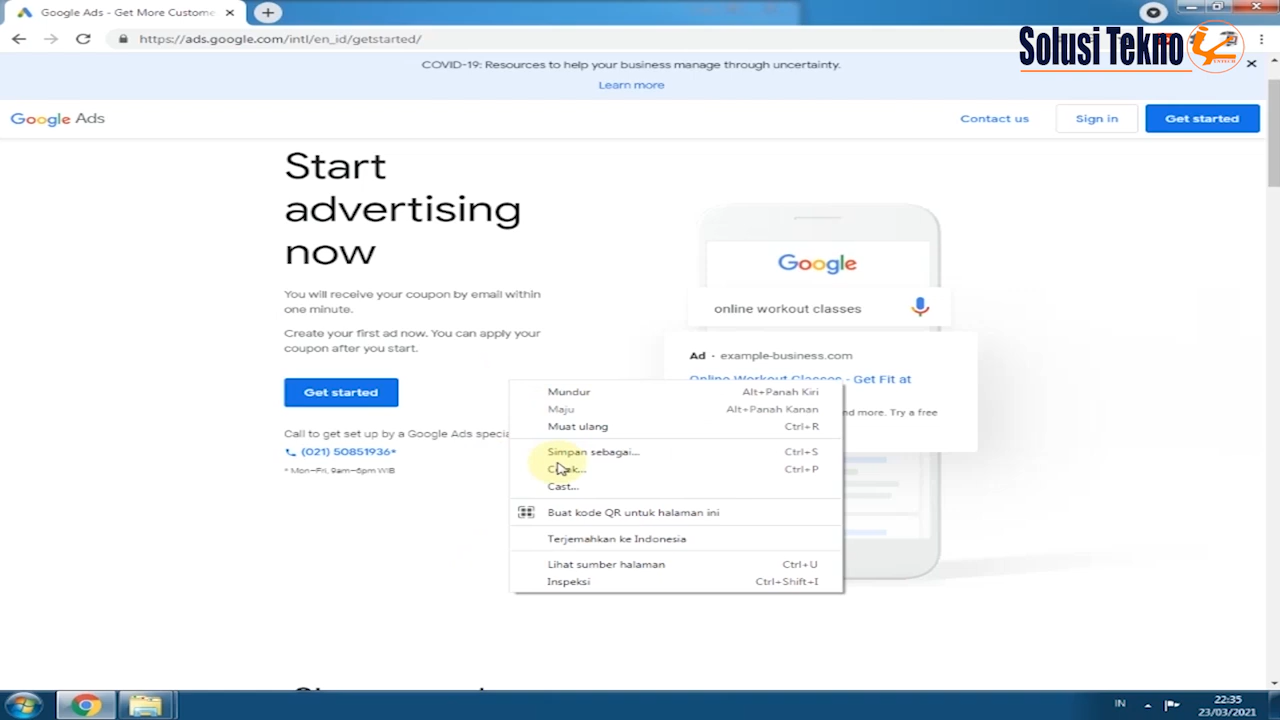 Google Ads - Get More Custome
https://ads.google.com/intl/en_id/getstarted/
Solusi Tekno
COVID-19: Resources to help your business manage through uncertainty.
Learn more
Google Ads
Contact us
Sign in
Get started
Start
advertising
now
You will receive your coupon by email within
one minute.
Create your first ad now. You can apply your
coupon after you start.
Get started
Call to get set up by a Google Ads specia
(021) 50851936*
* Mon-Fri, 9am-6pm WIB
Google
online workout classes
Ad · example-business.com
Online Workout Classes - Get Fit at
nd more. Try a free
Mundur Alt+Panah Kiri
Maju Alt+Panah Kanan
Muat ulang Ctrl+R
Simpan sebagai... Ctrl+S
Ctrl+P
Cast...
Buat kode QR untuk halaman ini
Terjemahkan ke Indonesia
Lihat sumber halaman Ctrl+U
Inspeksi Ctrl+Shift+I
IN
22:35
23/03/2021